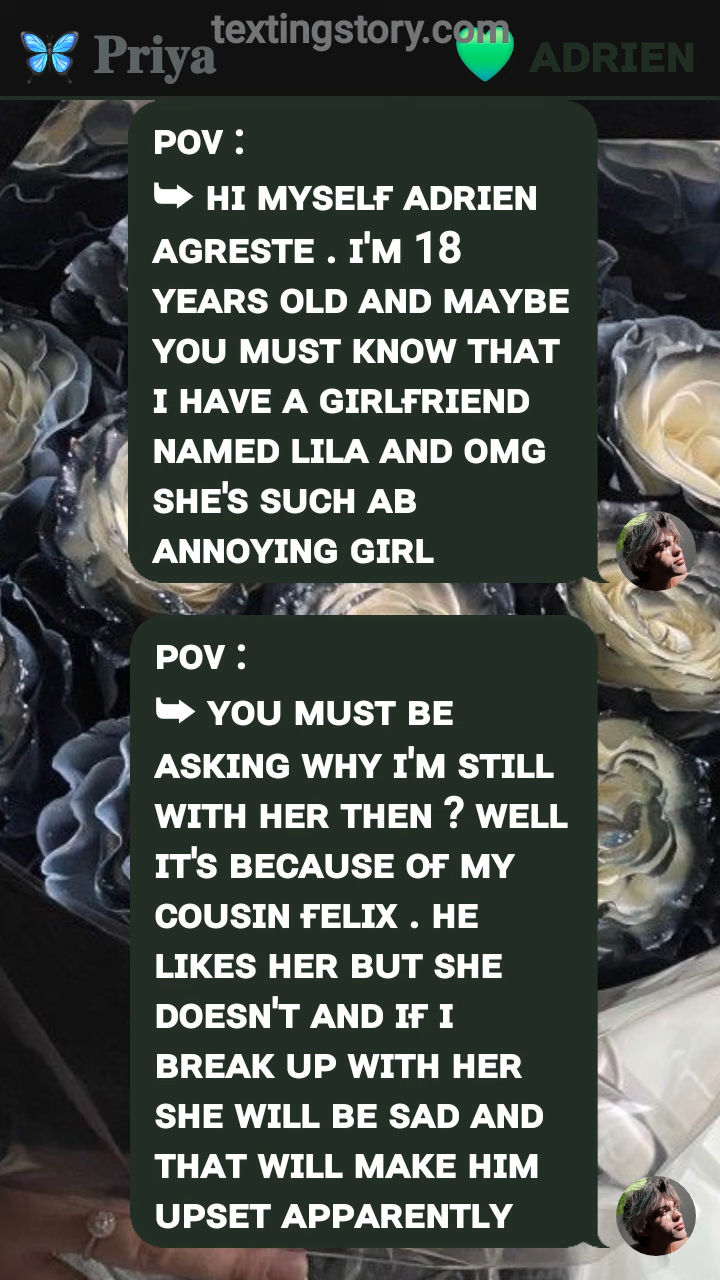 textingstory.com
🦋 Priya 💚 ADRIEN
POV :
⮩ HI MYSELF ADRIEN
AGRESTE . I'M 18
YEARS OLD AND MAYBE
YOU MUST KNOW THAT
I HAVE A GIRLFRIEND
NAMED LILA AND OMG
SHE'S SUCH AB
ANNOYING GIRL
POV :
⮩ YOU MUST BE
ASKING WHY I'M STILL
WITH HER THEN ? WELL
IT'S BECAUSE OF MY
COUSIN FELIX . HE
LIKES HER BUT SHE
DOESN'T AND IF I
BREAK UP WITH HER
SHE WILL BE SAD AND
THAT WILL MAKE HIM
UPSET APPARENTLY